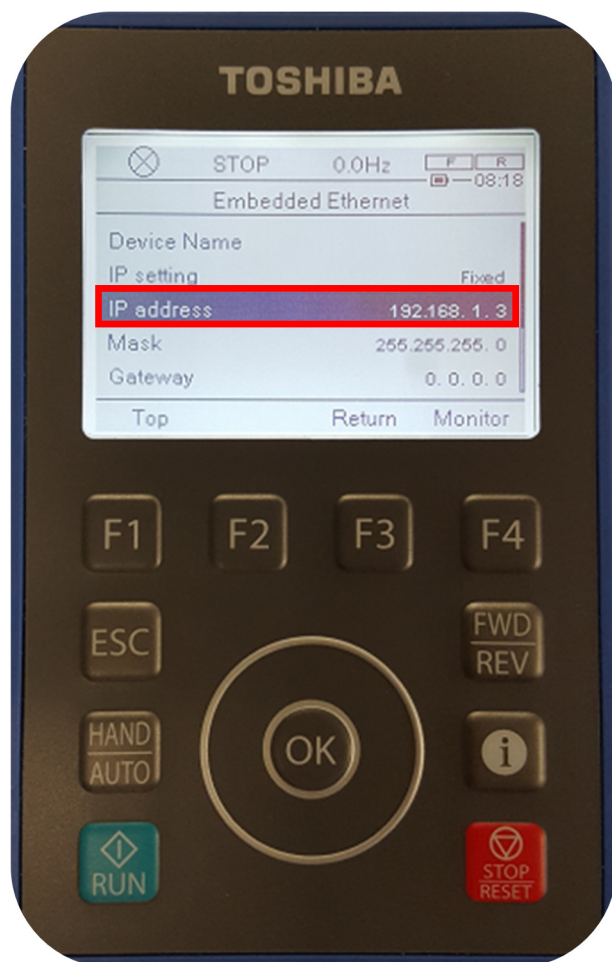 TOSHIBA
STOP 0.0Hz F R
08:18
Embedded Ethernet
Device Name
IP setting Fixed
IP address 192.168. 1. 3
Mask 255.255.255. 0
Gateway 0. 0. 0. 0
Top Return Monitor
F1 F2 F3 F4
ESC
FWD
REV
HAND
AUTO
OK
i
RUN
STOP
RESET